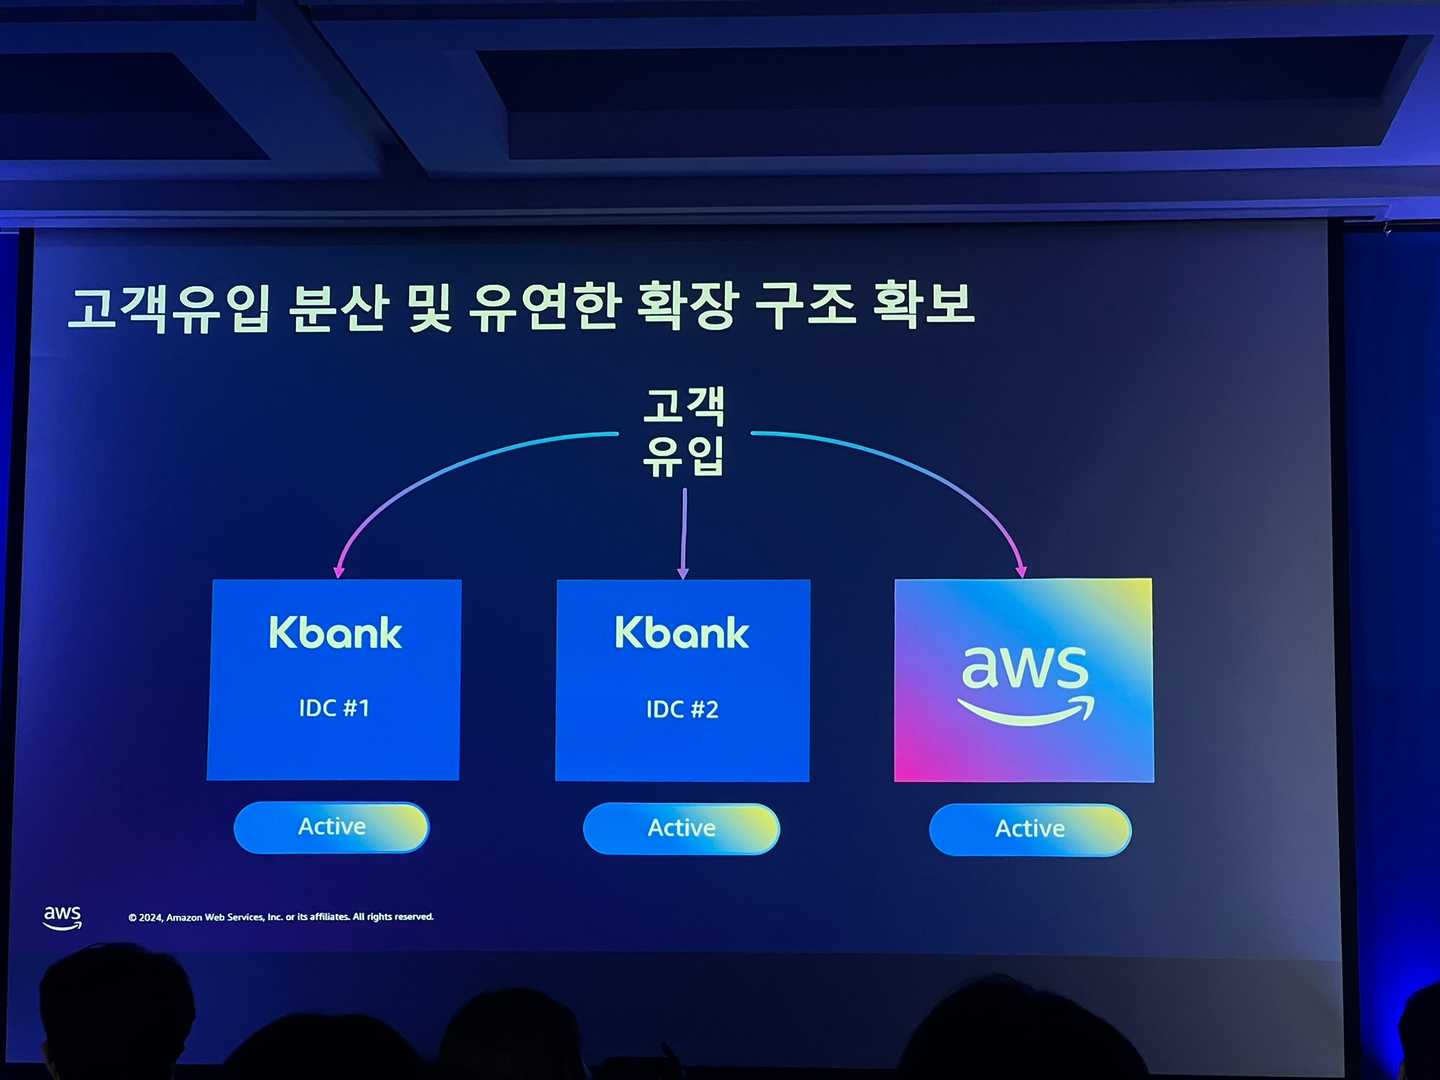 고객유입 분산 및 유연한 확장 구조 확보
고객
유입
Kbank
IDC #1
Kbank
IDC #2
aws
Active
Active
Active
aws
© 2024, Amazon Web Services, Inc. or its affiliates. All rights reserved.